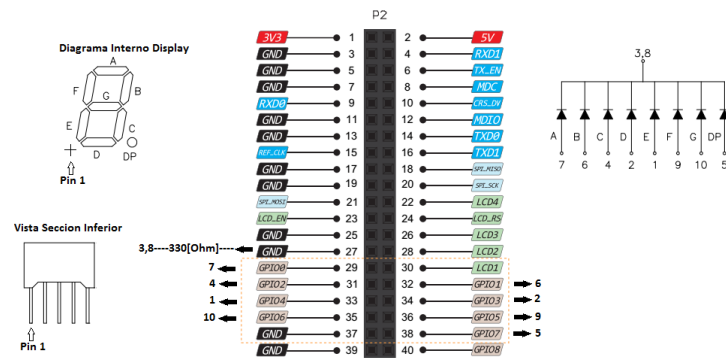 Diagrama Interno Display
A
F B
G
E C
D DP
Pin 1
Vista Seccion Inferior
Pin 1
P2
3V3 1 2 5V
GND 3 4 RXD1
GND 5 6 TX_EN
GND 7 8 MDC
RXD0 9 10 CRS_DV
GND 11 12 MDIO
GND 13 14 TXD0
REF_CLK 15 16 TXD1
GND 17 18 SPI_MISO
GND 19 20 SPI_SCK
SPI_MOSI 21 22 LCD4
LCD_EN 23 24 LCD_RS
GND 25 26 LCD3
3,8----330[Ohm]---- GND 27 28 LCD2
7 GPIO0 29 30 LCD1
4 GPIO2 31 32 GPIO1 6
1 GPIO4 33 34 GPIO3 2
10 GPIO6 35 36 GPIO5 9
GND 37 38 GPIO7 5
GND 39 40 GPIO8
3,8
A B C D E F G DP
7 6 4 2 1 9 10 5